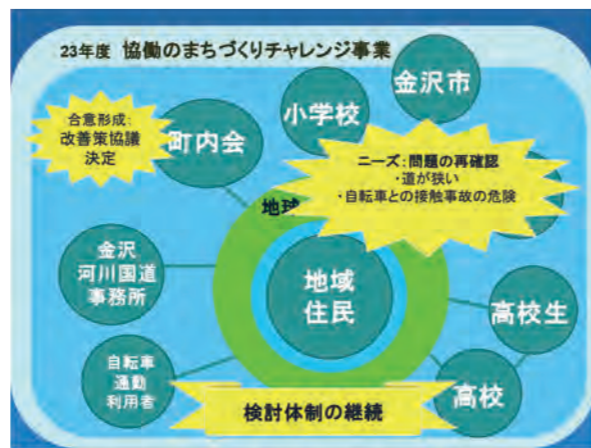 23年度 協働のまちづくりチャレンジ事業
金沢市
小学校
合意形成：
改善策協議
決定
町内会
ニーズ：問題の再確認
・道が狭い
・自転車との接触事故の危険
地球
金沢
河川国道
事務所
地域
住民
高校生
自転車
通勤
利用者
高校
検討体制の継続